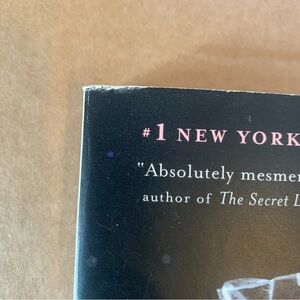 #1 NEW YORK
"Absolutely mesmer
author of The Secret L